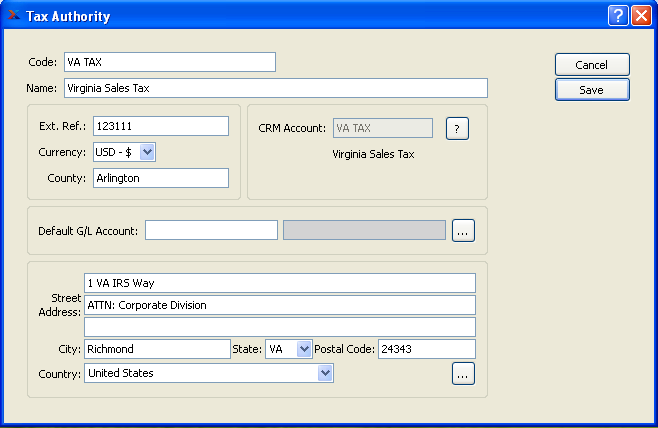 Tax Authority
Code: VA TAX
Cancel
Name: Virginia Sales Tax
Save
Ext. Ref.: 123111
Currency: USD - $
County: Arlington
CRM Account: VA TAX ?
Virginia Sales Tax
Default G/L Account: ...
Street Address:
1 VA IRS Way
ATTN: Corporate Division
City: Richmond State: VA Postal Code: 24343
Country: United States ...